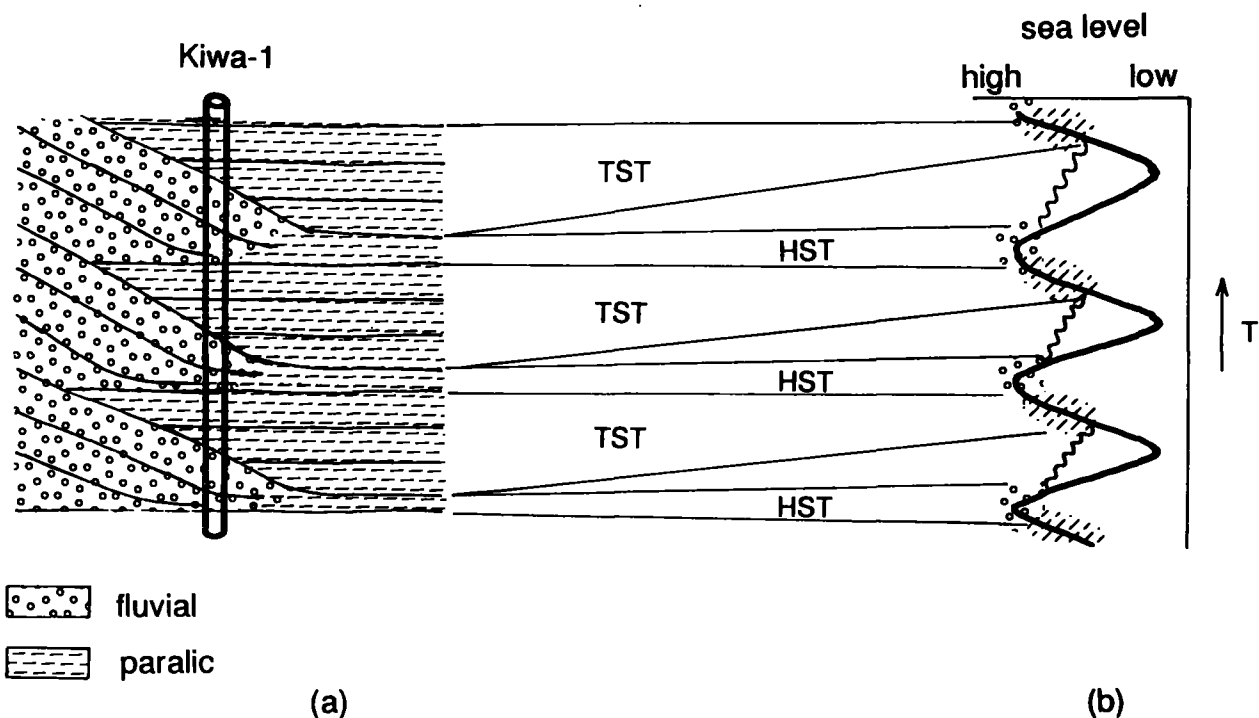 sea level
Kiwa-1
high low
TST
HST
TST
T
HST
TST
HST
fluvial
paralic
(a) (b)